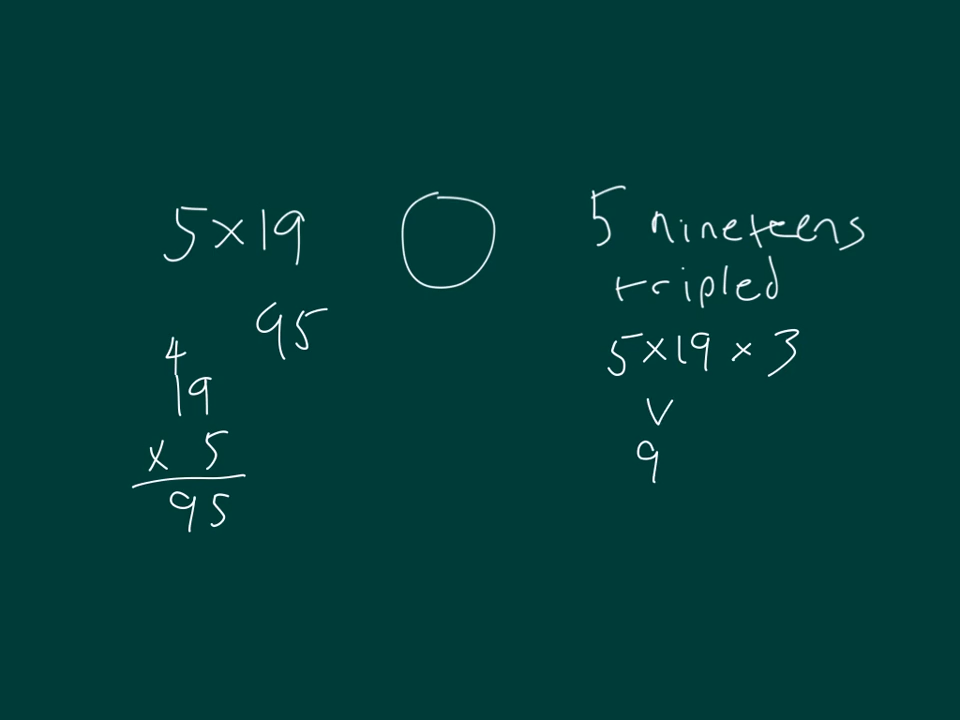 5×19 ◯ 5 nineteens
tripled
95
5×19 × 3
4
19
× 5
95
V
9